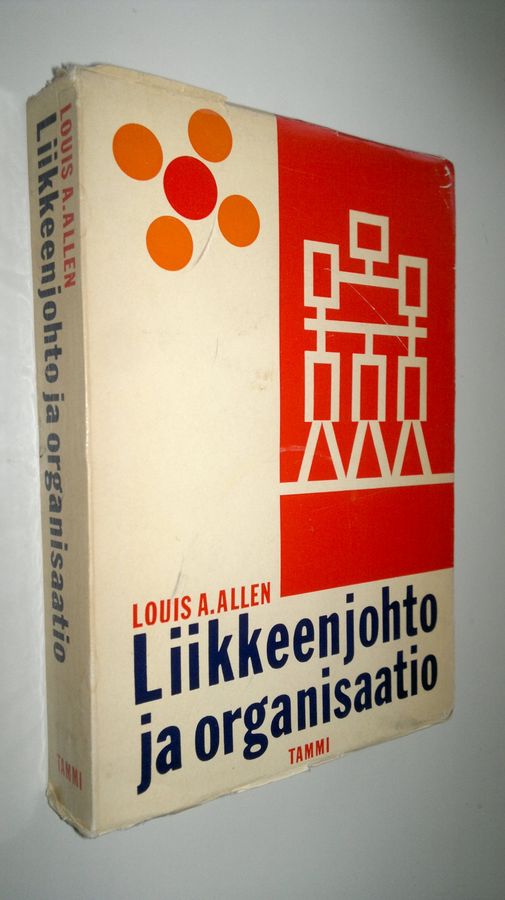 LOUIS A. ALLEN
Liikkeenjohto ja organisaatio
TAMMI
LOUIS A. ALLEN
Liikkeenjohto
ja organisaatio
TAMMI